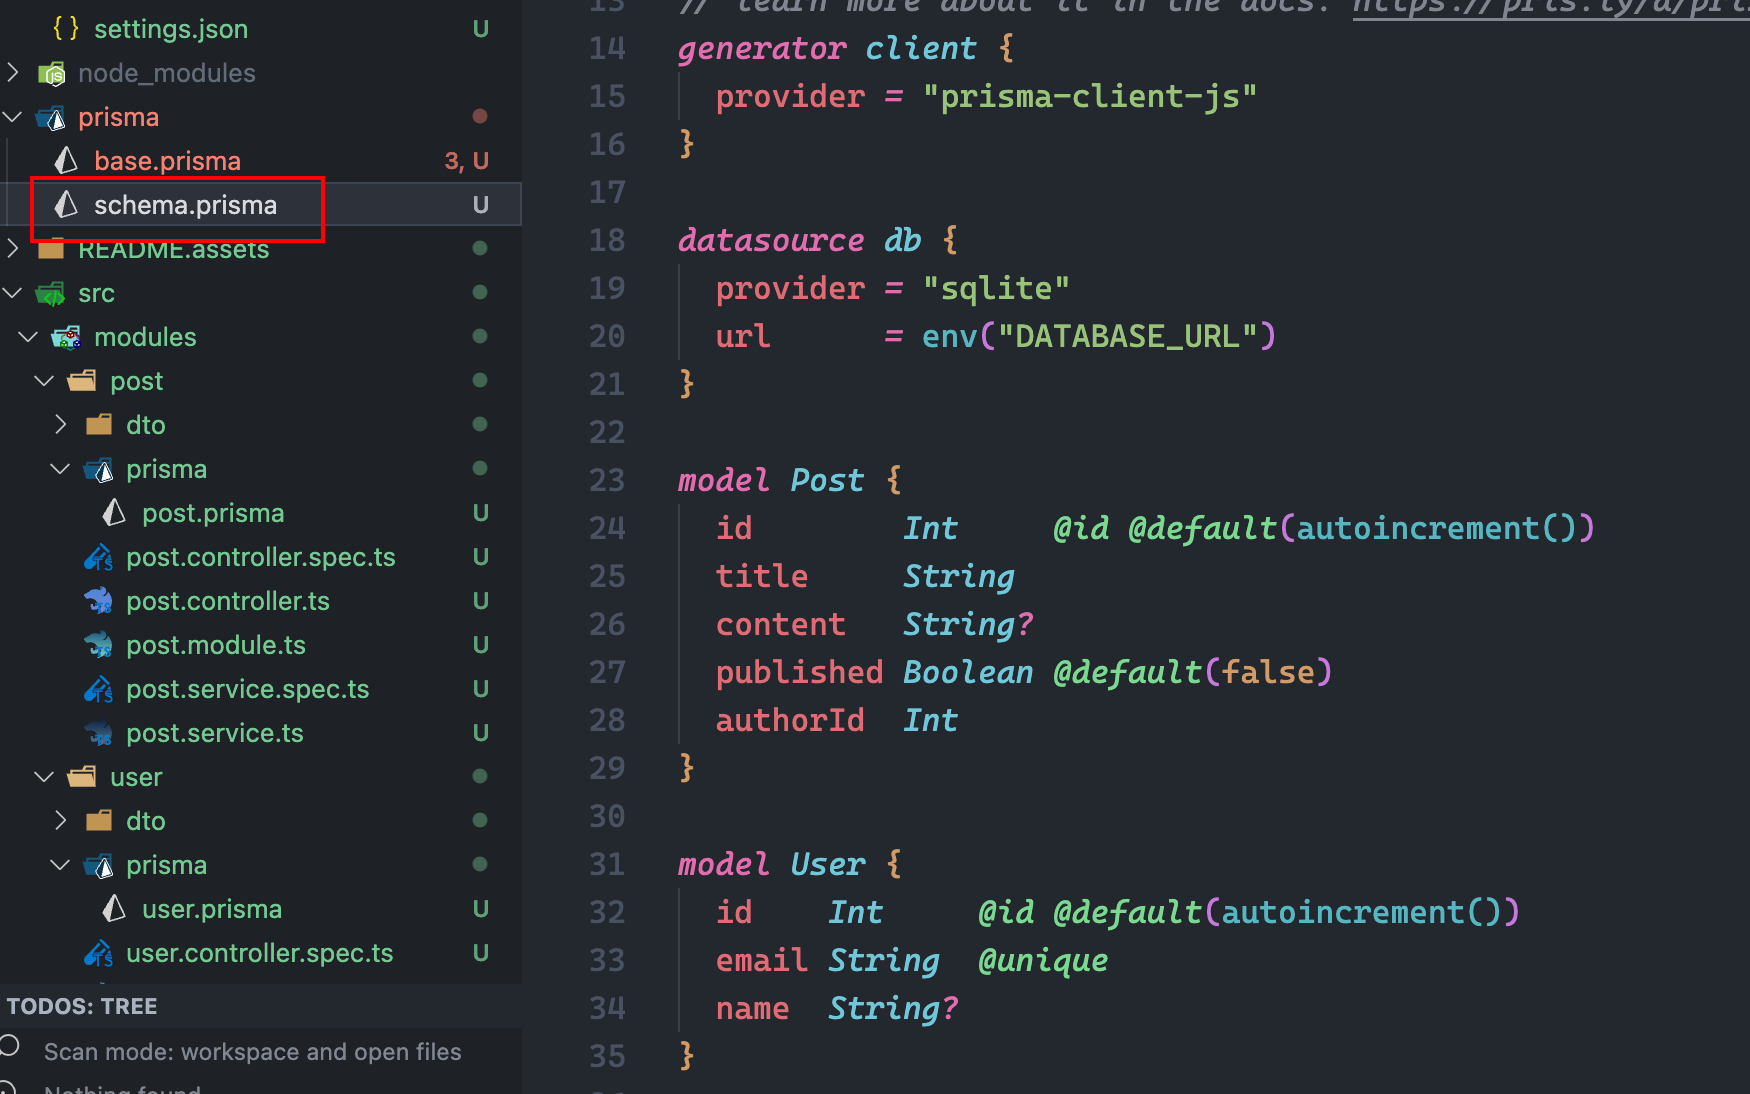 settings.json U
node_modules
prisma
base.prisma 3, U
schema.prisma U
README.assets
src
modules
post
dto
prisma
post.prisma U
post.controller.spec.ts U
post.controller.ts U
post.module.ts U
post.service.spec.ts U
post.service.ts U
user
dto
prisma
user.prisma U
user.controller.spec.ts U
TODOS: TREE
Scan mode: workspace and open files
Nothing found
13 // learn more about it in the docs: https://pris.ly/d/pris
14 generator client {
15 provider = "prisma-client-js"
16 }
17
18 datasource db {
19 provider = "sqlite"
20 url = env("DATABASE_URL")
21 }
22
23 model Post {
24 id Int @id @default(autoincrement())
25 title String
26 content String?
27 published Boolean @default(false)
28 authorId Int
29 }
30
31 model User {
32 id Int @id @default(autoincrement())
33 email String @unique
34 name String?
35 }